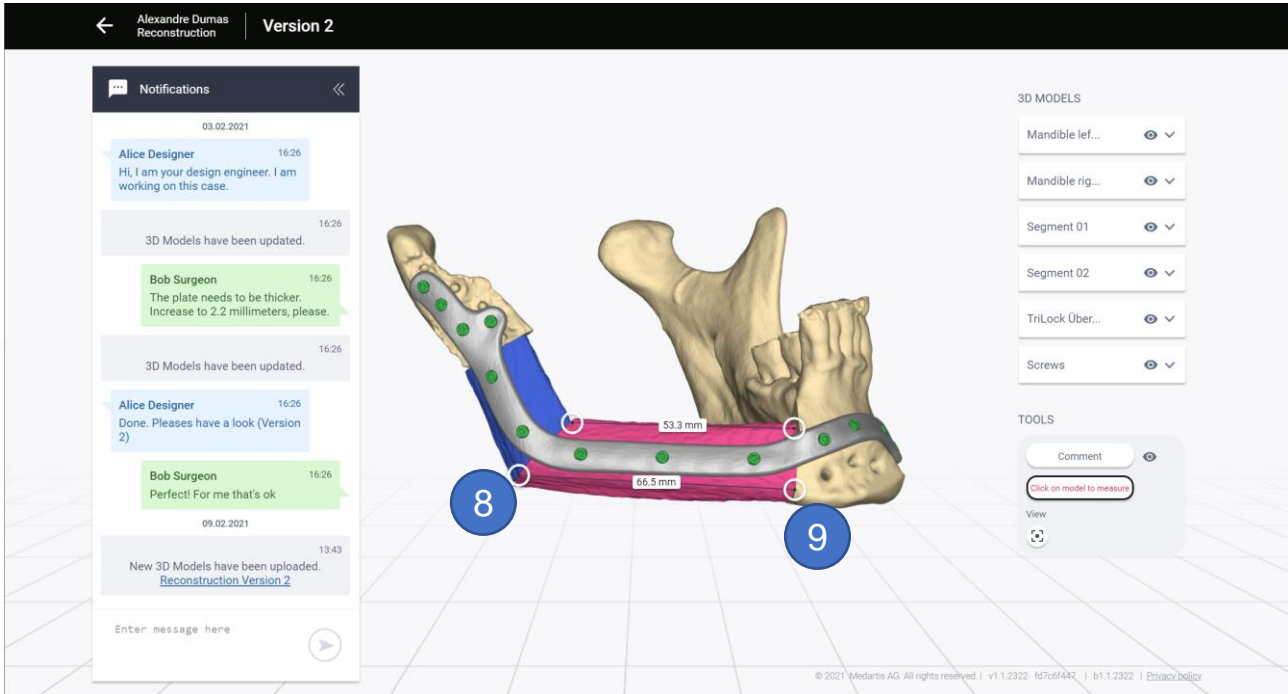 Alexandre Dumas
Reconstruction
Version 2
Notifications
03.02.2021
Alice Designer 16:26
Hi, I am your design engineer. I am
working on this case.
16:26
3D Models have been updated.
Bob Surgeon 16:26
The plate needs to be thicker.
Increase to 2.2 millimeters, please.
16:26
3D Models have been updated.
Alice Designer 16:26
Done. Pleases have a look (Version
2)
Bob Surgeon 16:26
Perfect! For me that's ok
09.02.2021
13:43
New 3D Models have been uploaded.
Reconstruction Version 2
Enter message here
53.3 mm
66.5 mm
8
9
3D MODELS
Mandible lef...
Mandible rig...
Segment 01
Segment 02
TriLock Über...
Screws
TOOLS
Comment
Click on model to measure
View
© 2021 Medartis AG. All rights reserved. | v1.1.2322 fd7c6f447 | b1.1.2322 | Privacy policy